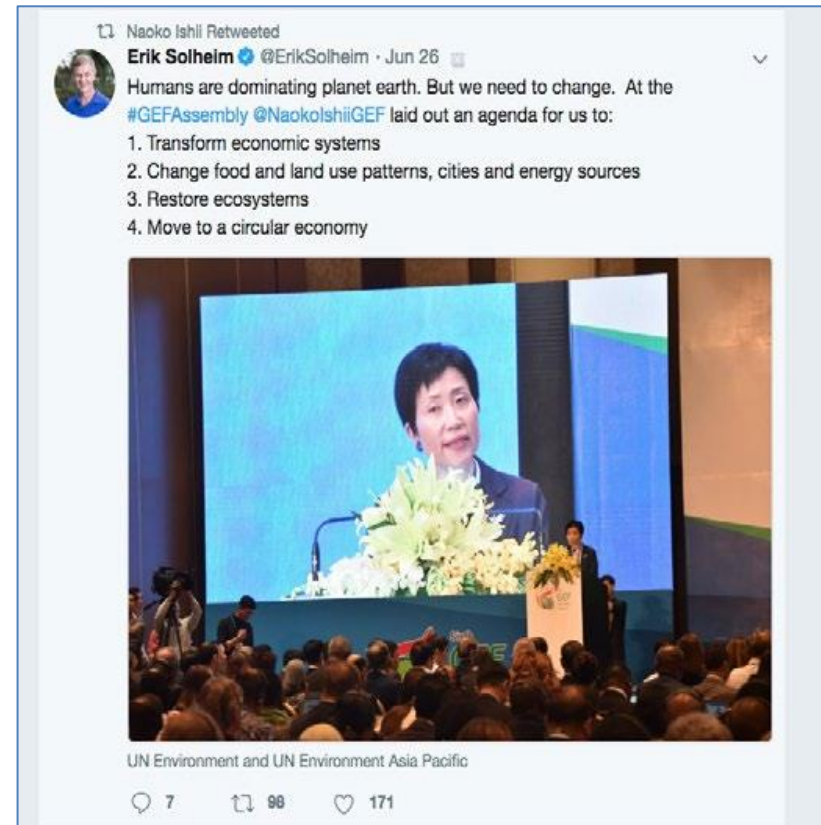 Naoko Ishii Retweeted
Erik Solheim @ErikSolheim · Jun 26
Humans are dominating planet earth. But we need to change. At the
#GEFAssembly @NaokoIshiiGEF laid out an agenda for us to:
1. Transform economic systems
2. Change food and land use patterns, cities and energy sources
3. Restore ecosystems
4. Move to a circular economy
GEF
GEF
UN Environment and UN Environment Asia Pacific
7 98 171